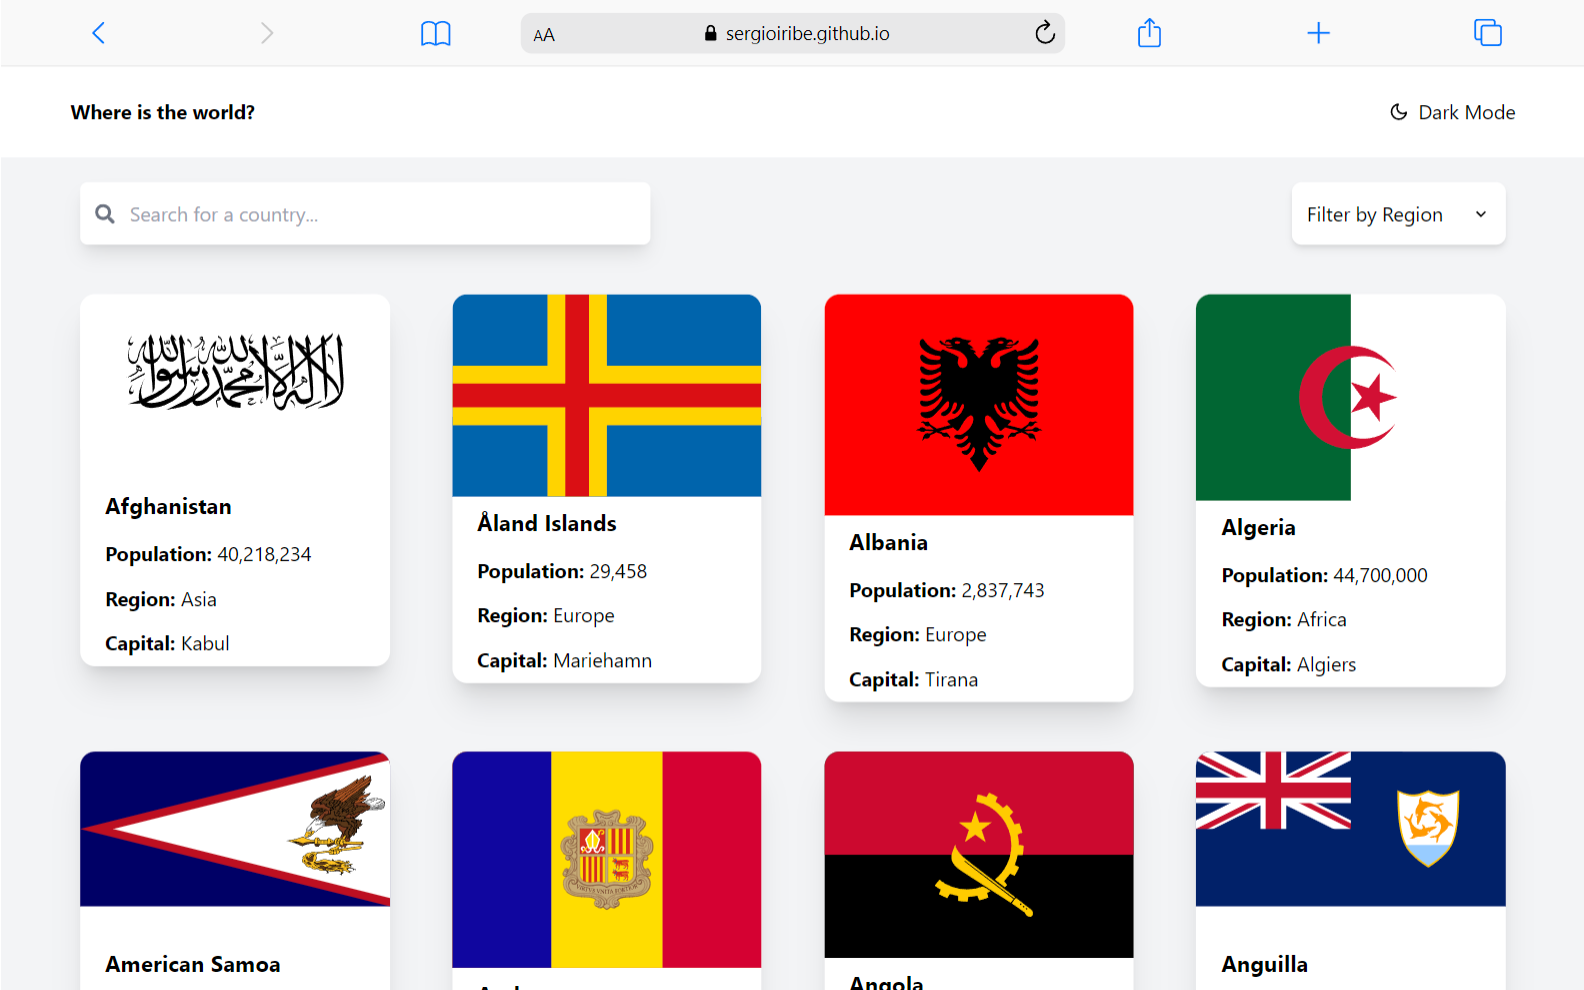 AA
sergioiribe.github.io
Where is the world?
Dark Mode
Search for a country...
Filter by Region
لا إله إلا الله محمد رسول الله
Afghanistan
Population: 40,218,234
Region: Asia
Capital: Kabul
Åland Islands
Population: 29,458
Region: Europe
Capital: Mariehamn
Albania
Population: 2,837,743
Region: Europe
Capital: Tirana
Algeria
Population: 44,700,000
Region: Africa
Capital: Algiers
American Samoa
VIRTVS VNITA FORTIOR
Angola
Anguilla